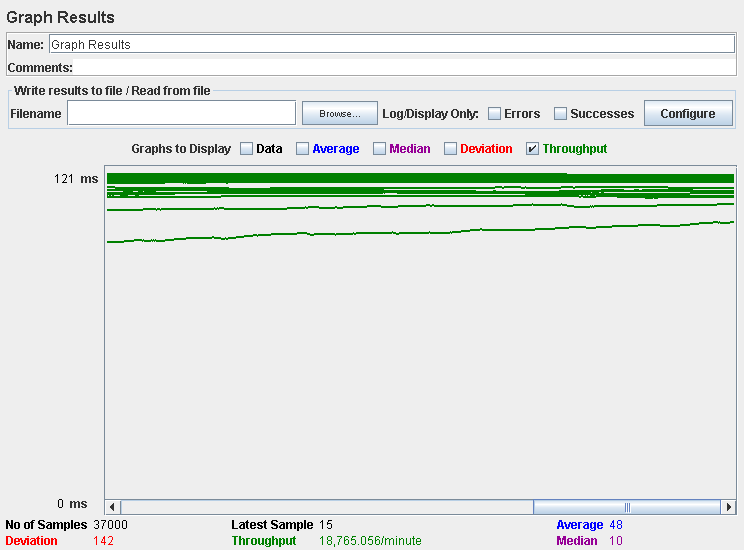 Graph Results
Name: Graph Results
Comments:
Write results to file / Read from file
Filename Browse... Log/Display Only: Errors Successes Configure
Graphs to Display Data Average Median Deviation Throughput
121 ms
0 ms
No of Samples 37000 Latest Sample 15 Average 48
Deviation 142 Throughput 18,765.056/minute Median 10